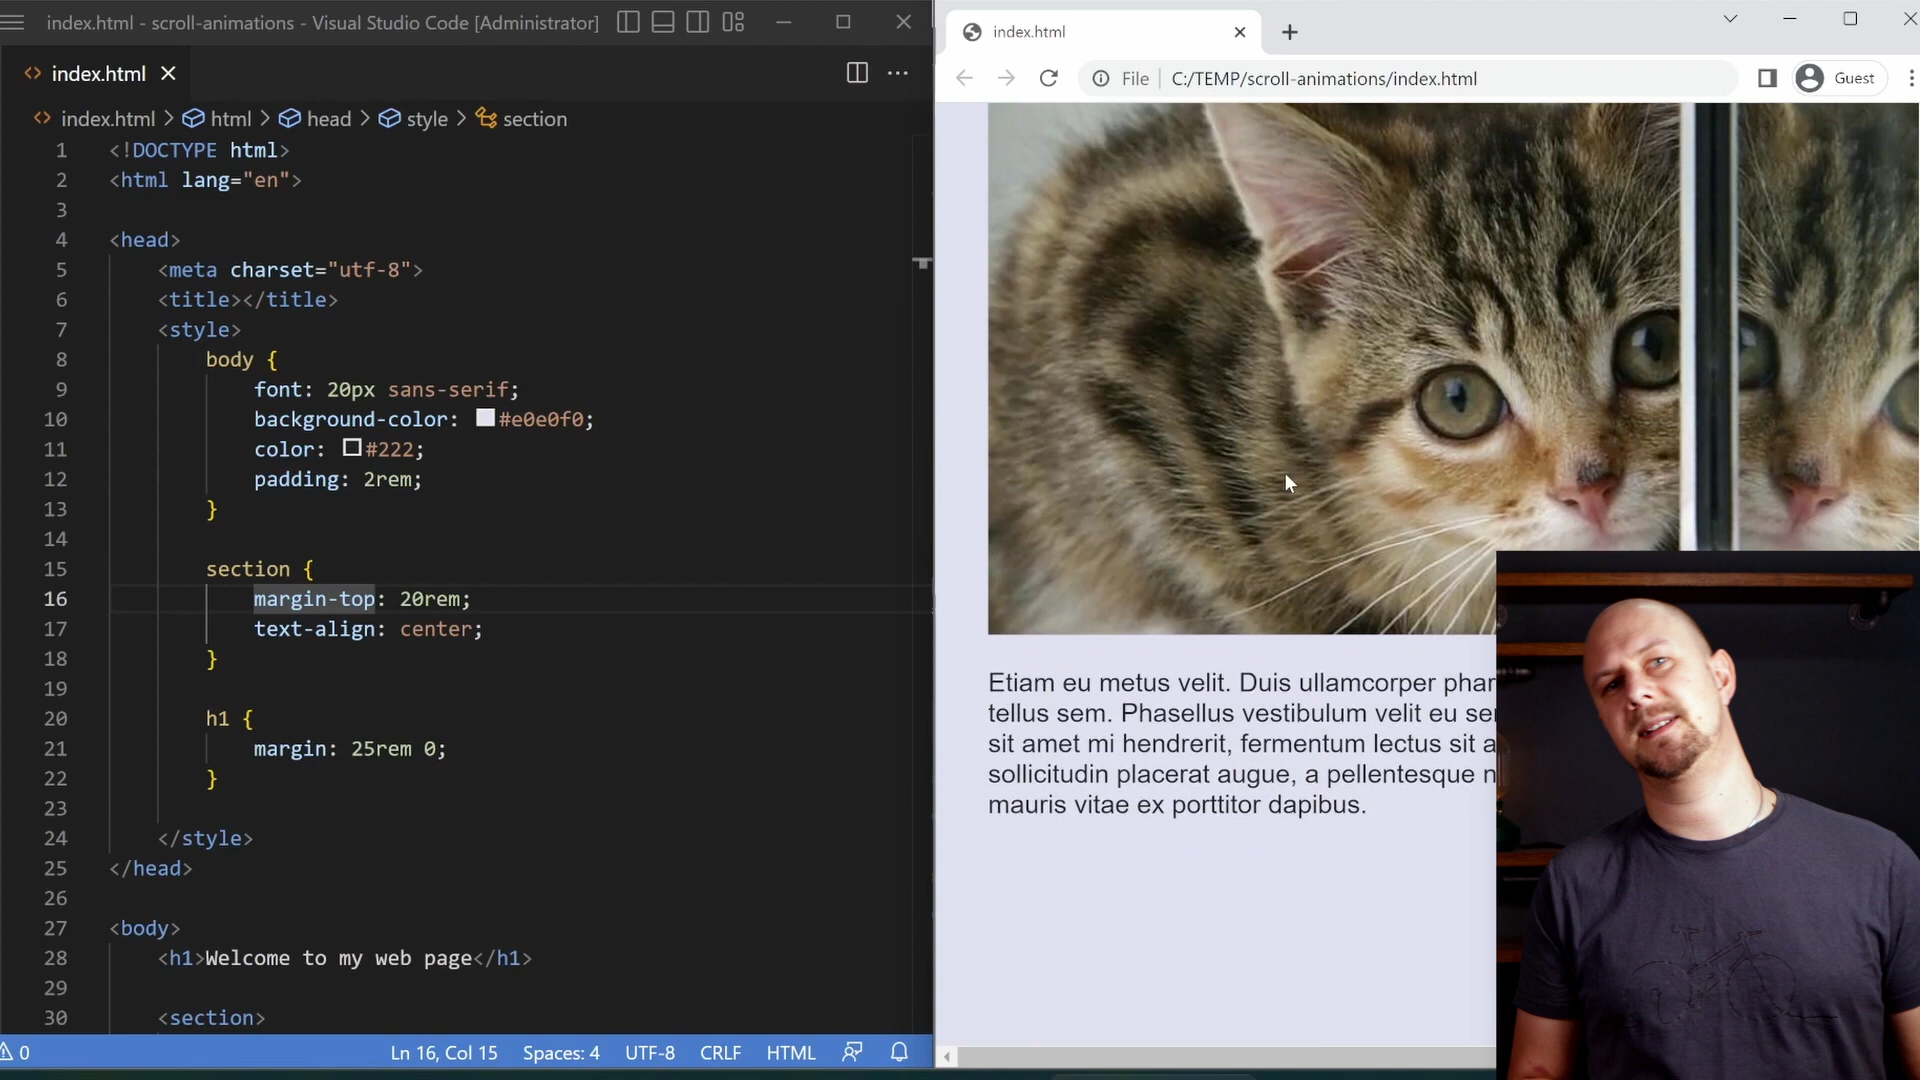 index.html - scroll-animations - Visual Studio Code [Administrator]
index.html
index.html > html > head > style > section
1 <!DOCTYPE html>
2 <html lang="en">
3
4 <head>
5 <meta charset="utf-8">
6 <title></title>
7 <style>
8 body {
9 font: 20px sans-serif;
10 background-color: #e0e0f0;
11 color: #222;
12 padding: 2rem;
13 }
14
15 section {
16 margin-top: 20rem;
17 text-align: center;
18 }
19
20 h1 {
21 margin: 25rem 0;
22 }
23
24 </style>
25 </head>
26
27 <body>
28 <h1>Welcome to my web page</h1>
29
30 <section>
0
Ln 16, Col 15 Spaces: 4 UTF-8 CRLF HTML
index.html
File C:/TEMP/scroll-animations/index.html Guest
Etiam eu metus velit. Duis ullamcorper phar
tellus sem. Phasellus vestibulum velit eu se
sit amet mi hendrerit, fermentum lectus sit a
sollicitudin placerat augue, a pellentesque n
mauris vitae ex porttitor dapibus.